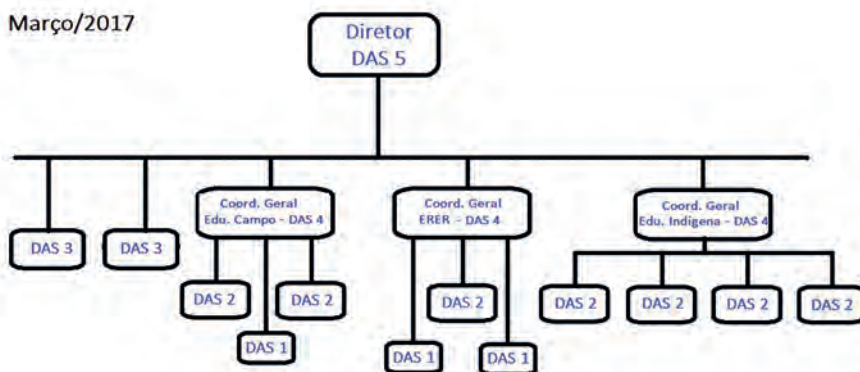 Março/2017
Diretor
DAS 5
Coord. Geral
Edu. Campo - DAS 4
Coord. Geral
ERER - DAS 4
Coord. Geral
Edu. Indígena - DAS 4
DAS 3
DAS 3
DAS 2
DAS 2
DAS 1
DAS 2
DAS 1
DAS 1
DAS 2
DAS 2
DAS 2
DAS 2